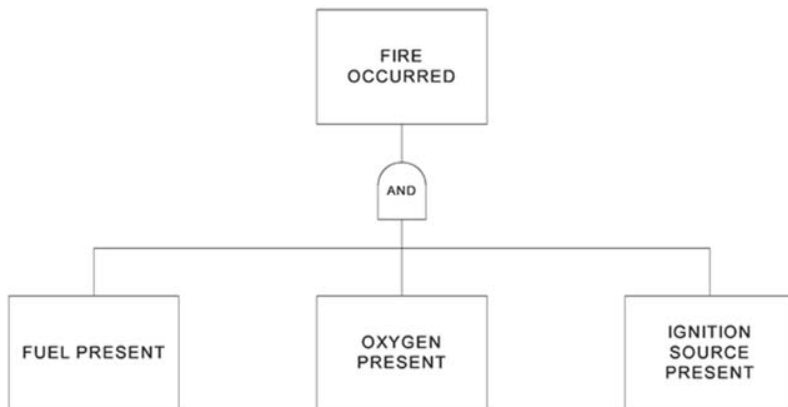 FIRE
OCCURRED
AND
FUEL PRESENT
OXYGEN
PRESENT
IGNITION
SOURCE
PRESENT